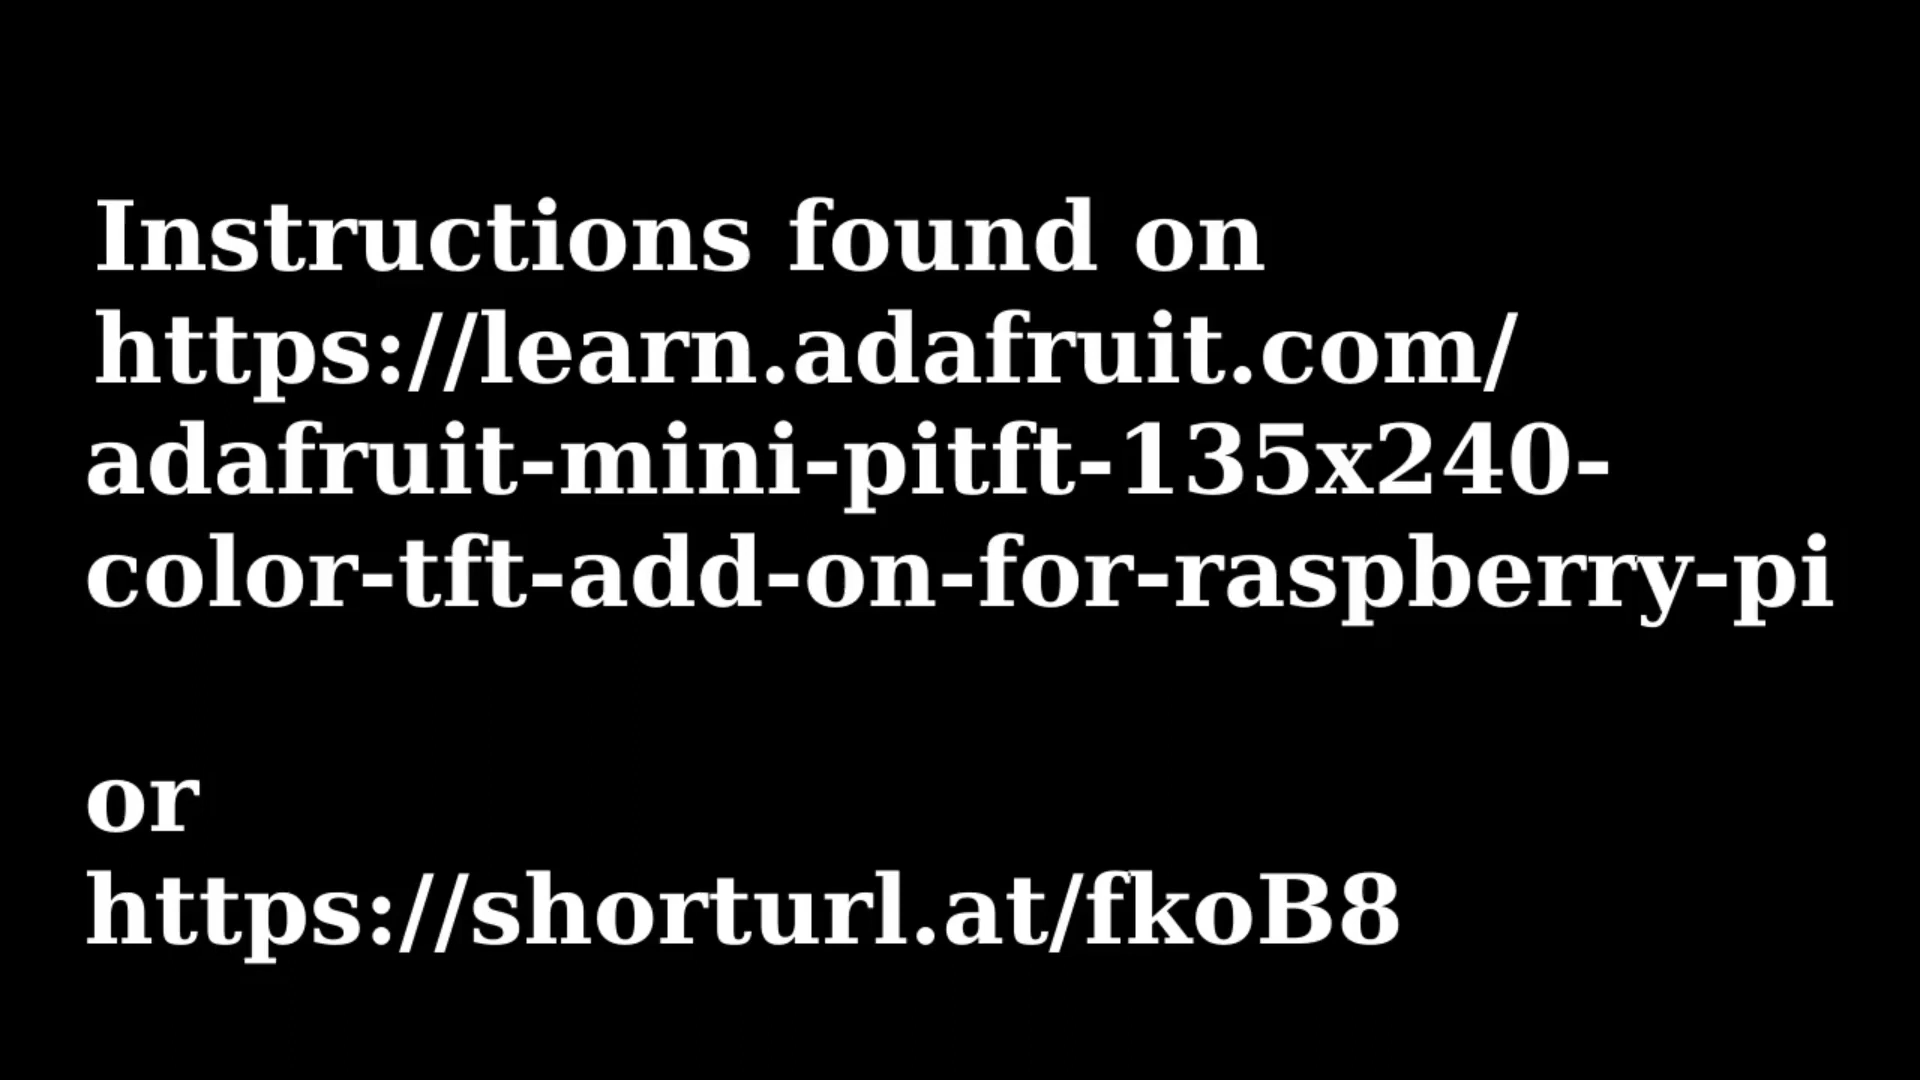 Instructions found on
https://learn.adafruit.com/
adafruit-mini-pitft-135x240-
color-tft-add-on-for-raspberry-pi
or
https://shorturl.at/fkoB8